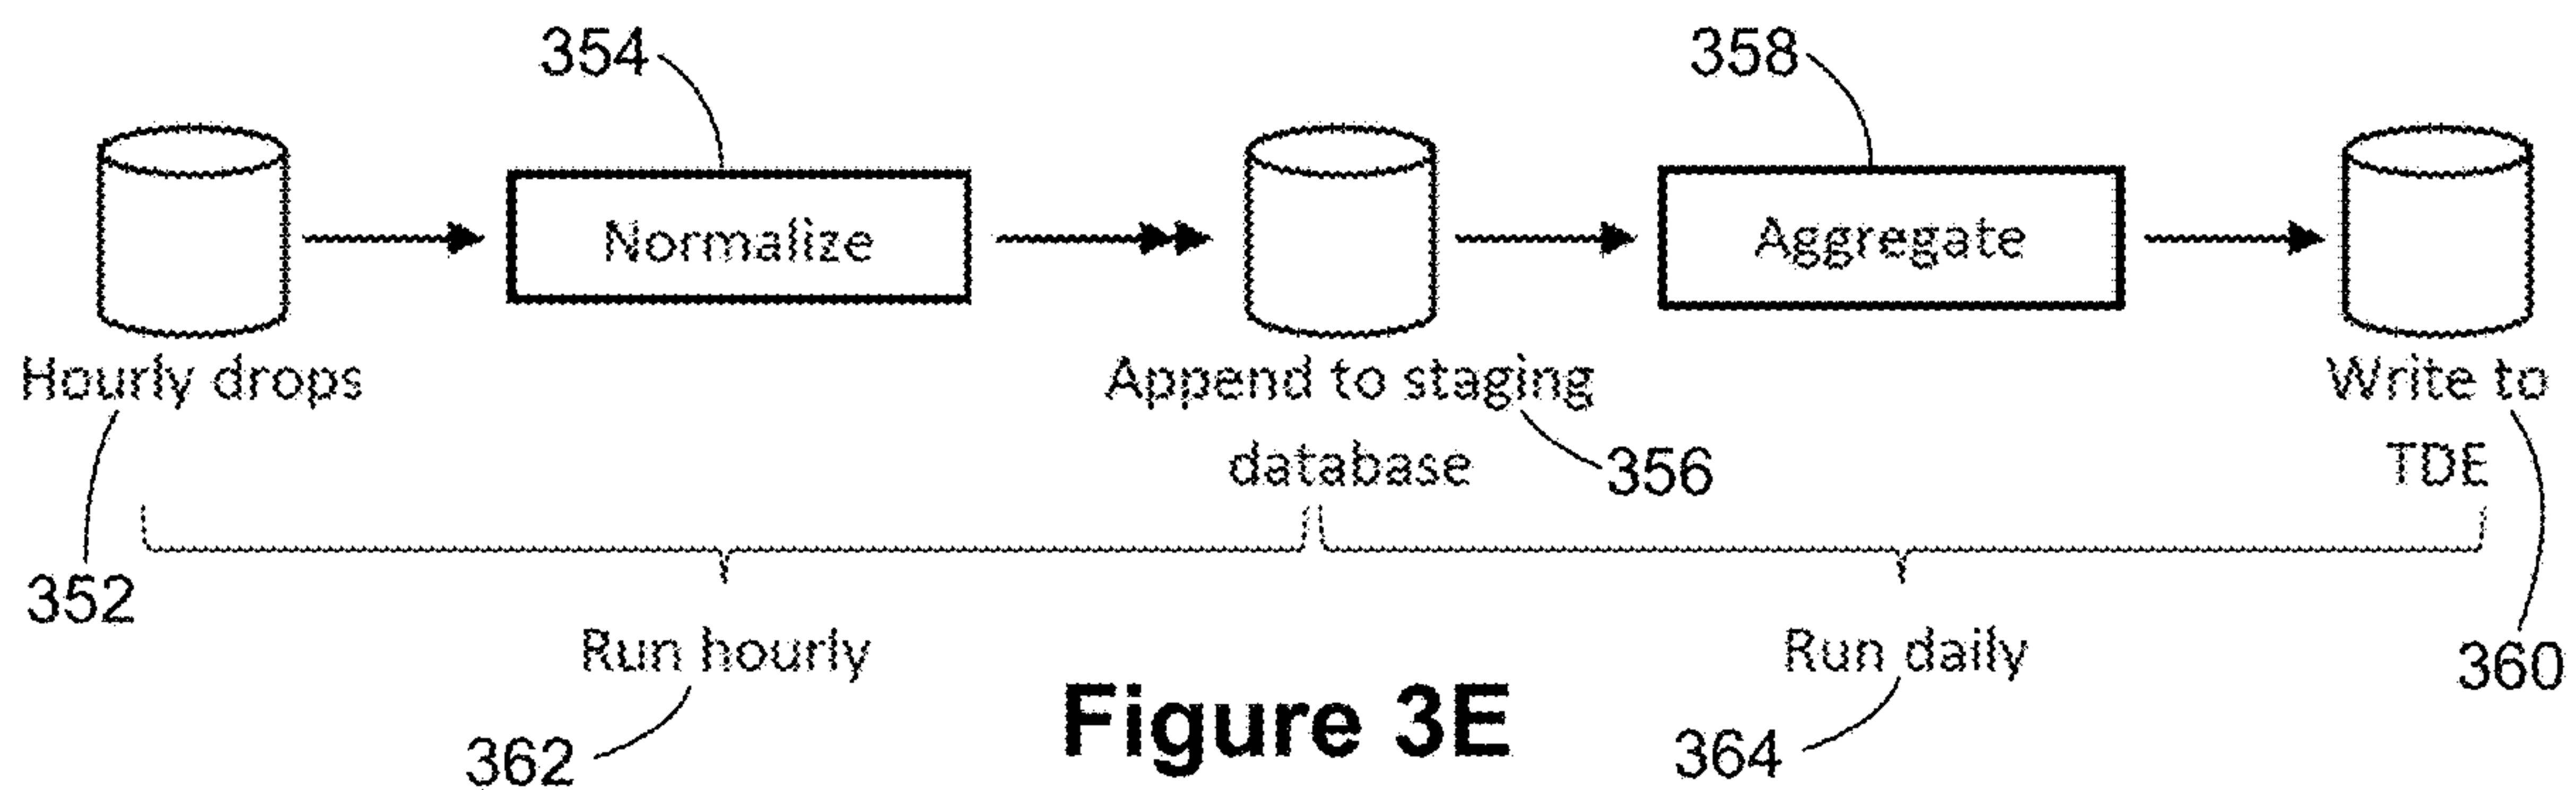 354
358
Normalize
Aggregate
Hourly drops
Append to staging
database
356
Write to
TDE
352
Run hourly
Run daily
360
362
Figure 3E
364